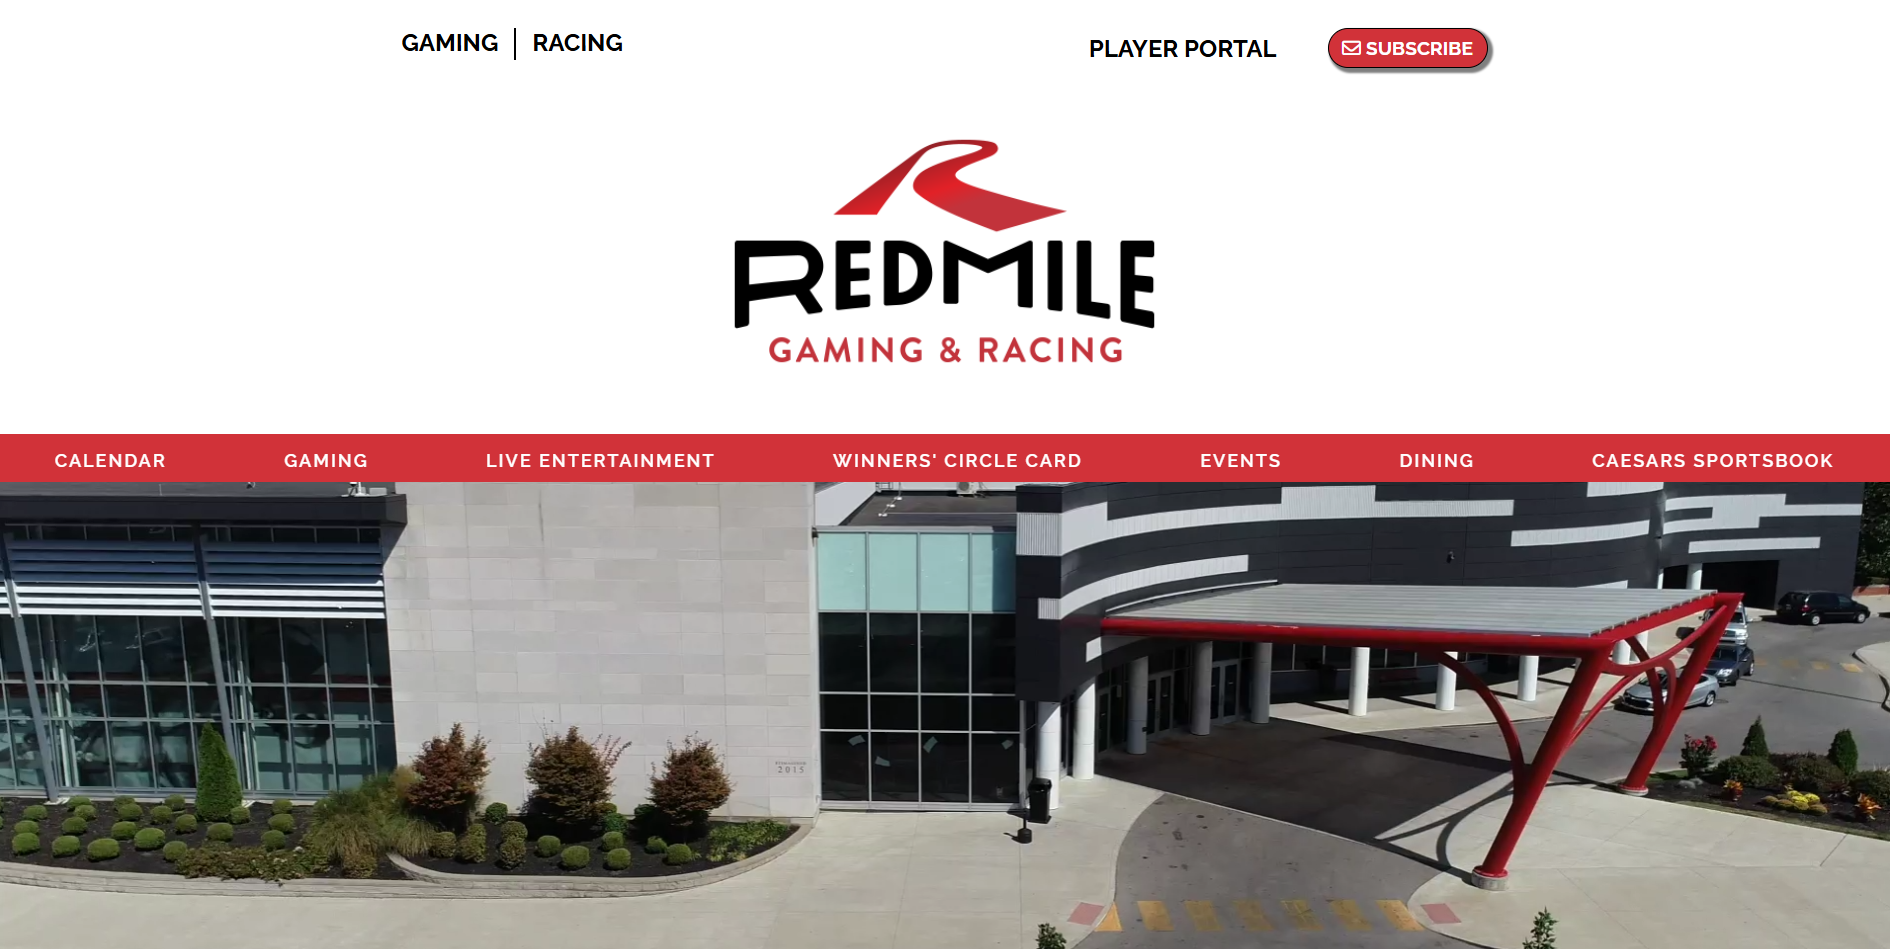 GAMING
RACING
PLAYER PORTAL
SUBSCRIBE
REDMILE
GAMING & RACING
CALENDAR
GAMING
LIVE ENTERTAINMENT
WINNERS' CIRCLE CARD
EVENTS
DINING
CAESARS SPORTSBOOK
2015